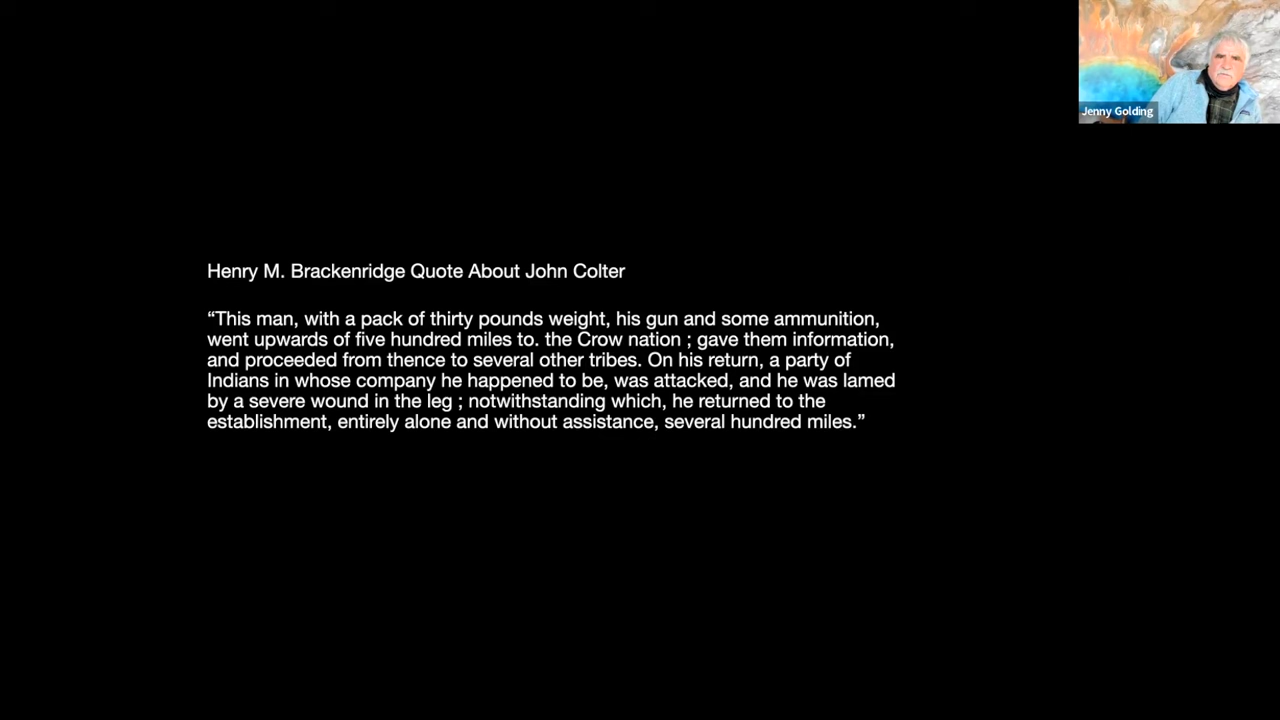 Jenny Golding
Henry M. Brackenridge Quote About John Colter
“This man, with a pack of thirty pounds weight, his gun and some ammunition,
went upwards of five hundred miles to. the Crow nation ; gave them information,
and proceeded from thence to several other tribes. On his return, a party of
Indians in whose company he happened to be, was attacked, and he was lamed
by a severe wound in the leg ; notwithstanding which, he returned to the
establishment, entirely alone and without assistance, several hundred miles.”